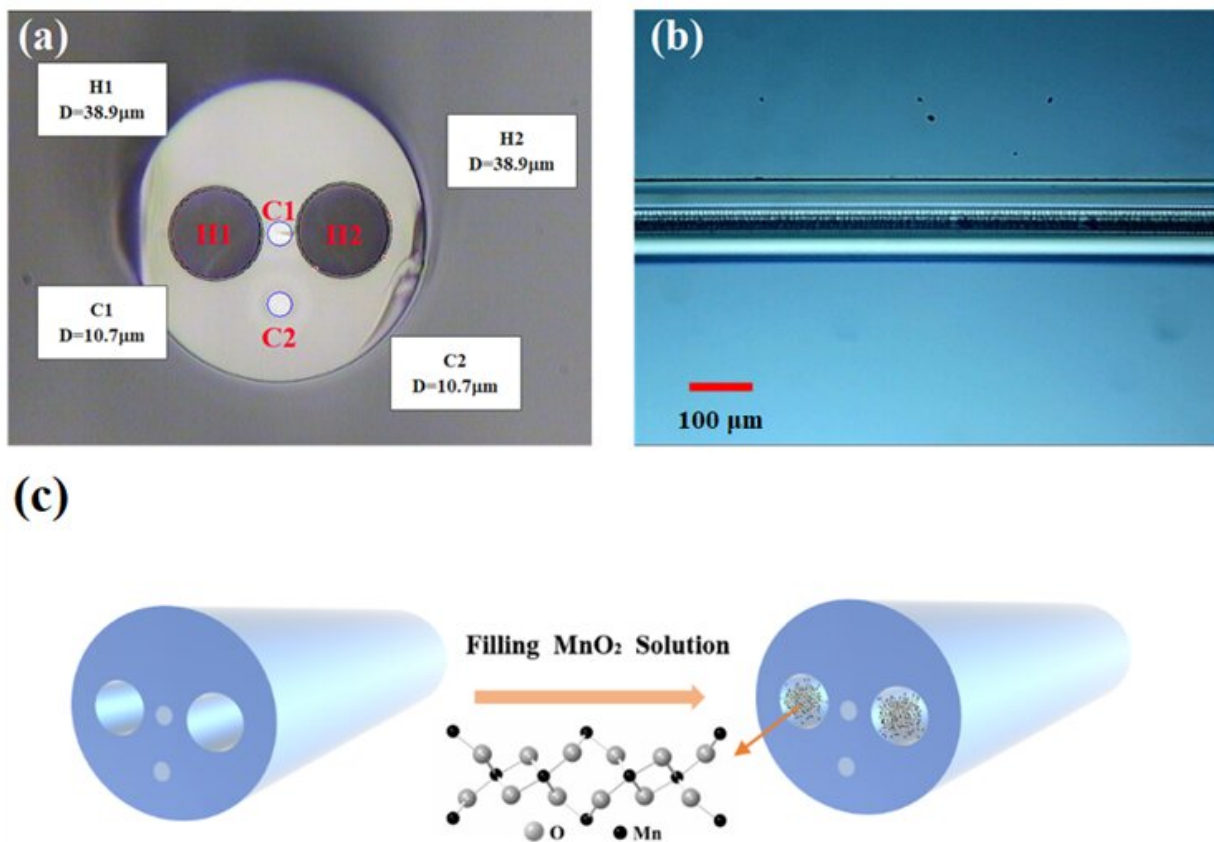 (a)
H1
D=38.9μm
H2
D=38.9μm
C1
H1
H2
C1
D=10.7μm
C2
C2
D=10.7μm
(b)
100 μm
(c)
Filling MnO₂ Solution
O
Mn